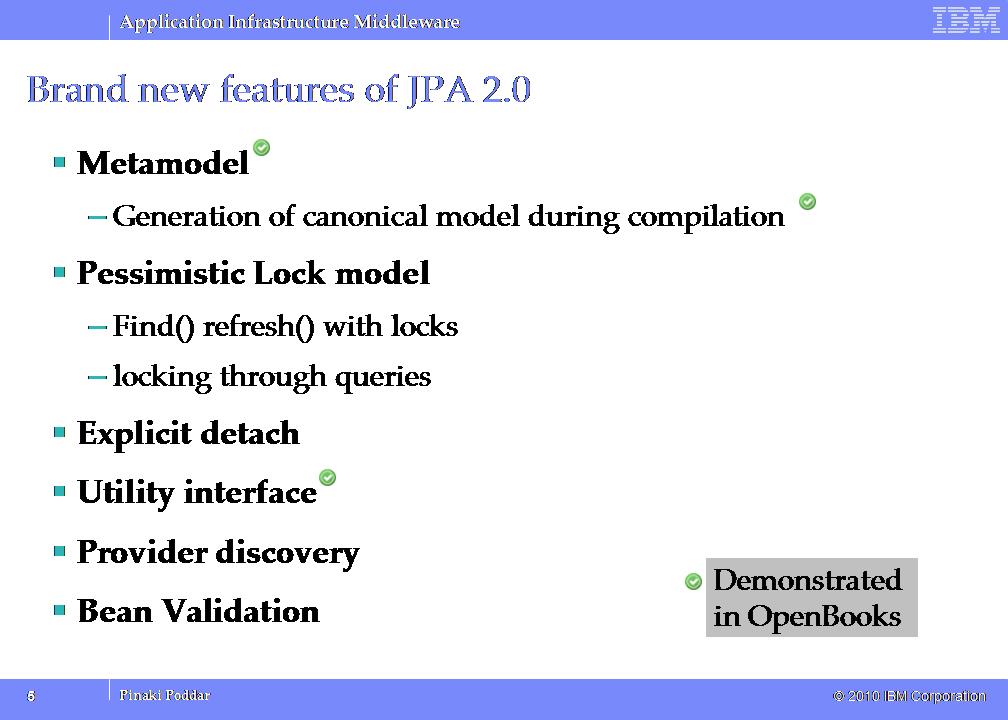 Application Infrastructure Middleware
IBM
Brand new features of JPA 2.0
Metamodel
– Generation of canonical model during compilation
Pessimistic Lock model
– Find() refresh() with locks
– locking through queries
Explicit detach
Utility interface
Provider discovery
Bean Validation
Demonstrated
in OpenBooks
5
Pinaki Poddar
© 2010 IBM Corporation